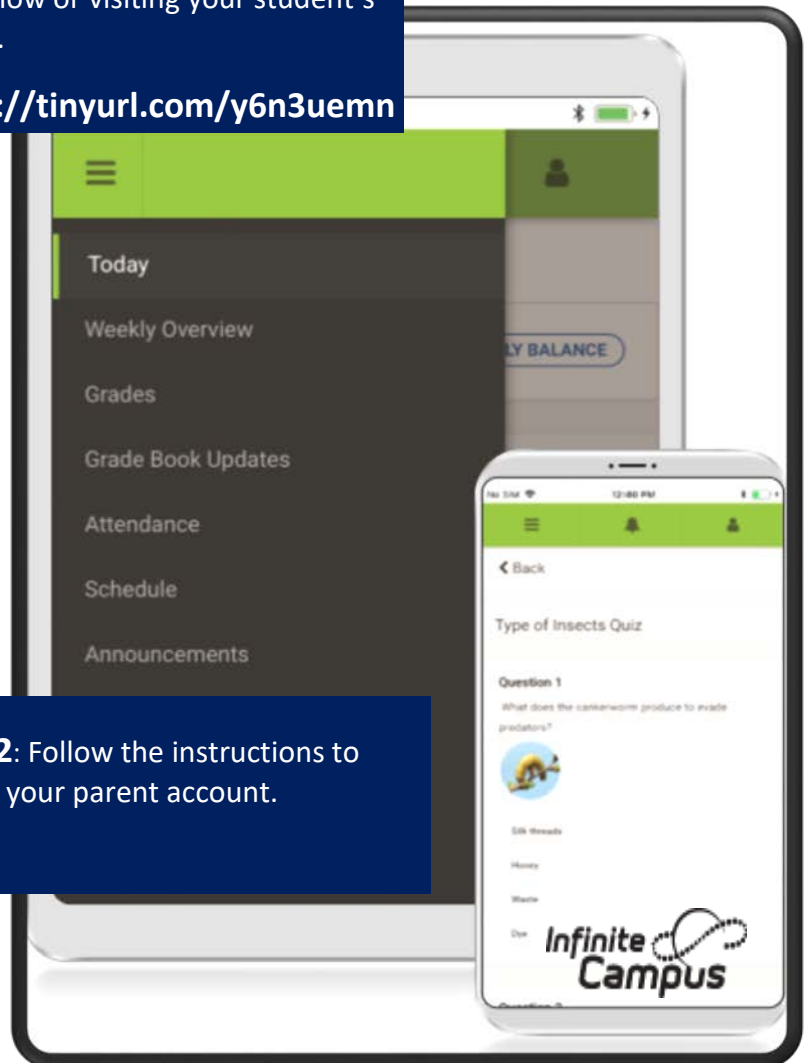 low or visiting your student's
.
://tinyurl.com/y6n3uemn
Today
Weekly Overview
LY BALANCE
Grades
Grade Book Updates
Attendance
Schedule
Announcements
No SIM
12:00 PM
Back
Type of Insects Quiz
Question 1
What does the cankerworm produce to evade
predators?
Silk threads
Honey
Waste
Dye
Infinite
Campus
2: Follow the instructions to
your parent account.